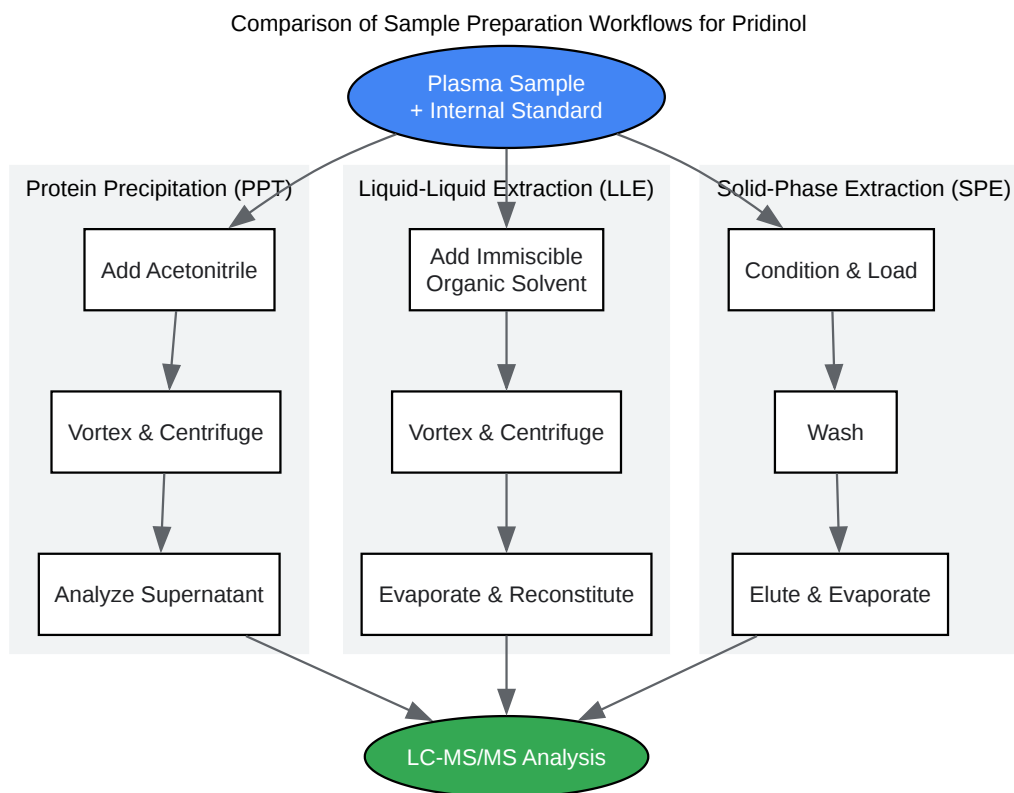 Comparison of Sample Preparation Workflows for Pridinol
Plasma Sample
+ Internal Standard
Protein Precipitation (PPT)
Add Acetonitrile
Vortex & Centrifuge
Analyze Supernatant
Liquid-Liquid Extraction (LLE)
Add Immiscible
Organic Solvent
Vortex & Centrifuge
Evaporate & Reconstitute
Solid-Phase Extraction (SPE)
Condition & Load
Wash
Elute & Evaporate
LC-MS/MS Analysis